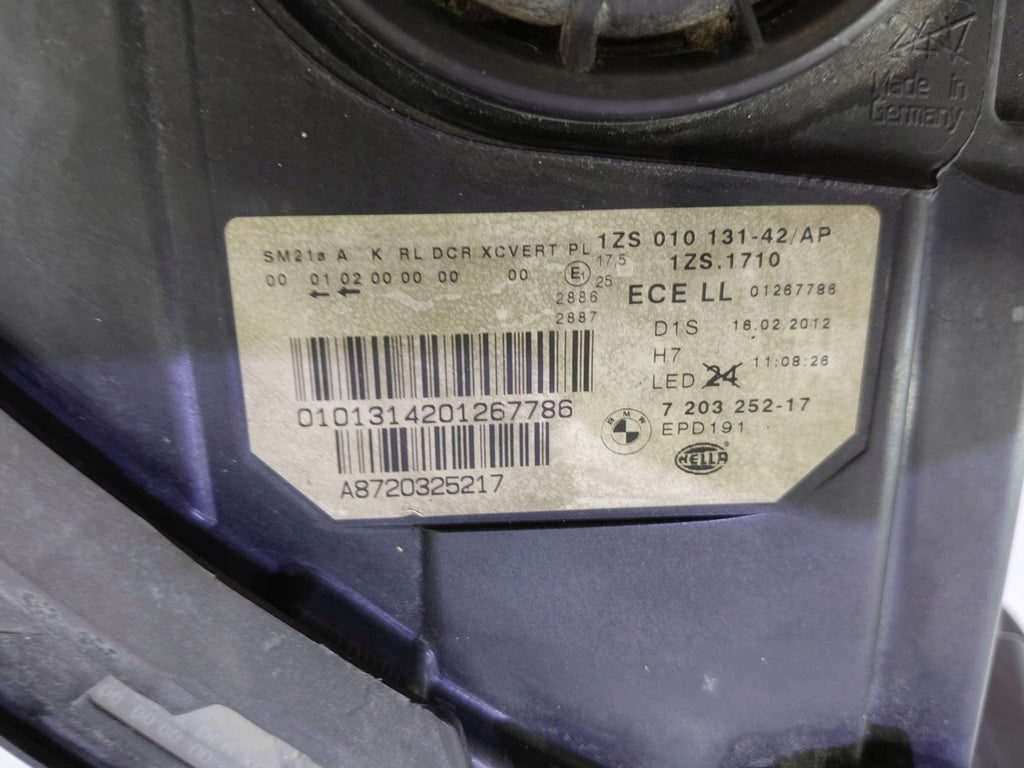 Made in
Germany
1ZS 010 131-42/AP
SM21a A K RL DCR XCVERT PL 17,5 1ZS.1710
00 01 02 00 00 00 00 E1 25
ECE LL 01267786
2886
2887
D1S 16.02.2012
H7 11:08:26
LED 24
0101314201267786
7 203 252-17
BMW
EPD191
HELLA
A8720325217